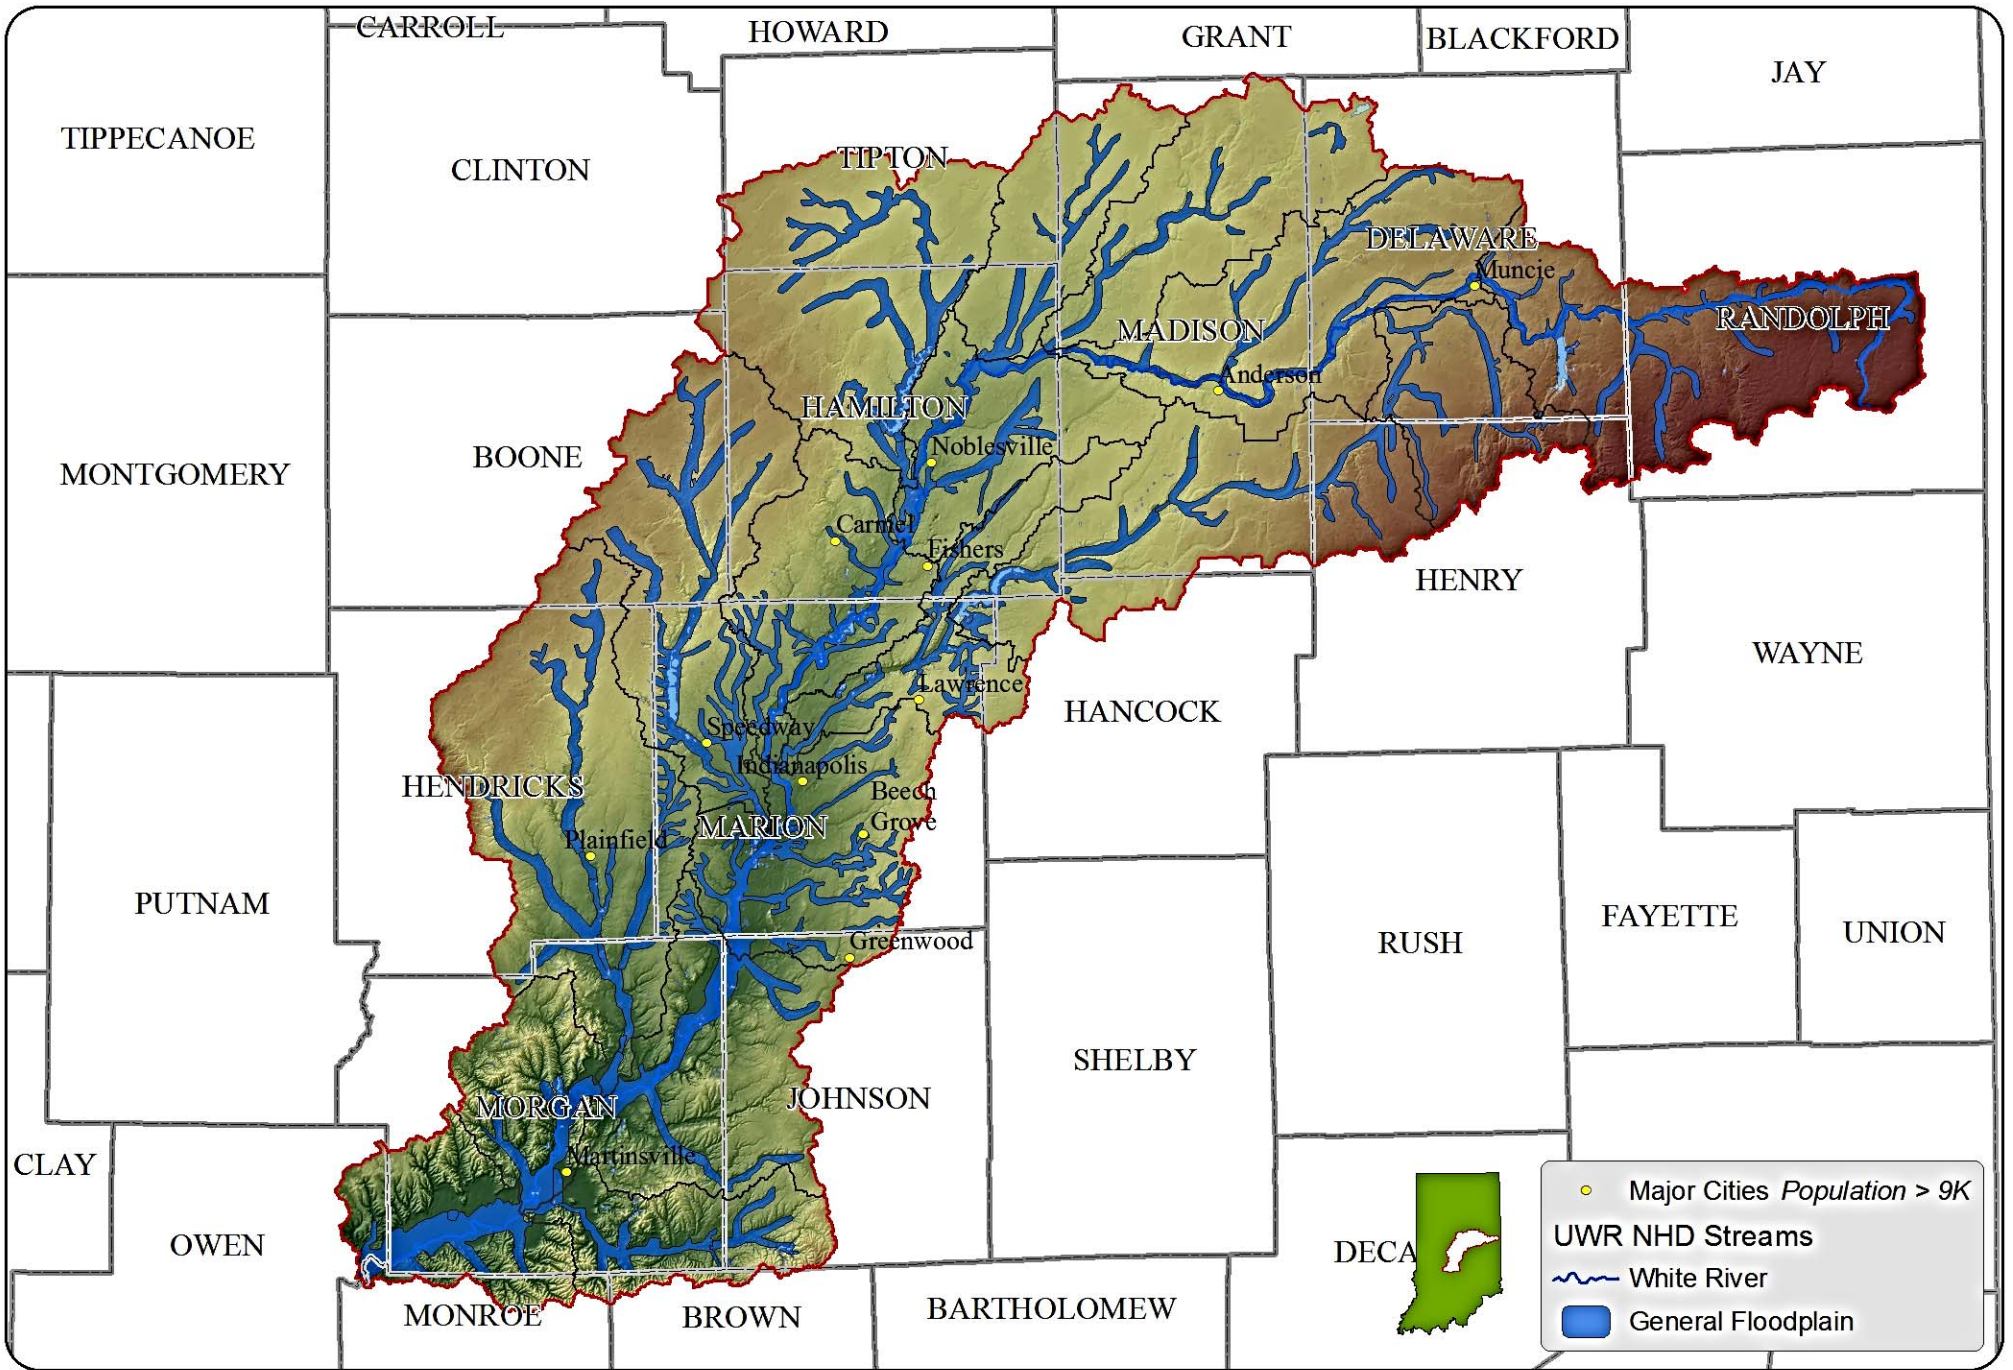 CARROLL
HOWARD
GRANT
BLACKFORD
JAY
TIPPECANOE
CLINTON
TIPTON
DELAWARE
Muncie
RANDOLPH
MADISON
Anderson
HAMILTON
Noblesville
BOONE
MONTGOMERY
Carmel
Fishers
HENRY
WAYNE
Lawrence
HANCOCK
Speedway
Indianapolis
HENDRICKS
Beech
Grove
MARION
Plainfield
PUTNAM
FAYETTE
UNION
RUSH
Greenwood
SHELBY
JOHNSON
MORGAN
Martinsville
CLAY
OWEN
DECA
MONROE
BROWN
BARTHOLOMEW
Major Cities Population > 9K
UWR NHD Streams
White River
General Floodplain